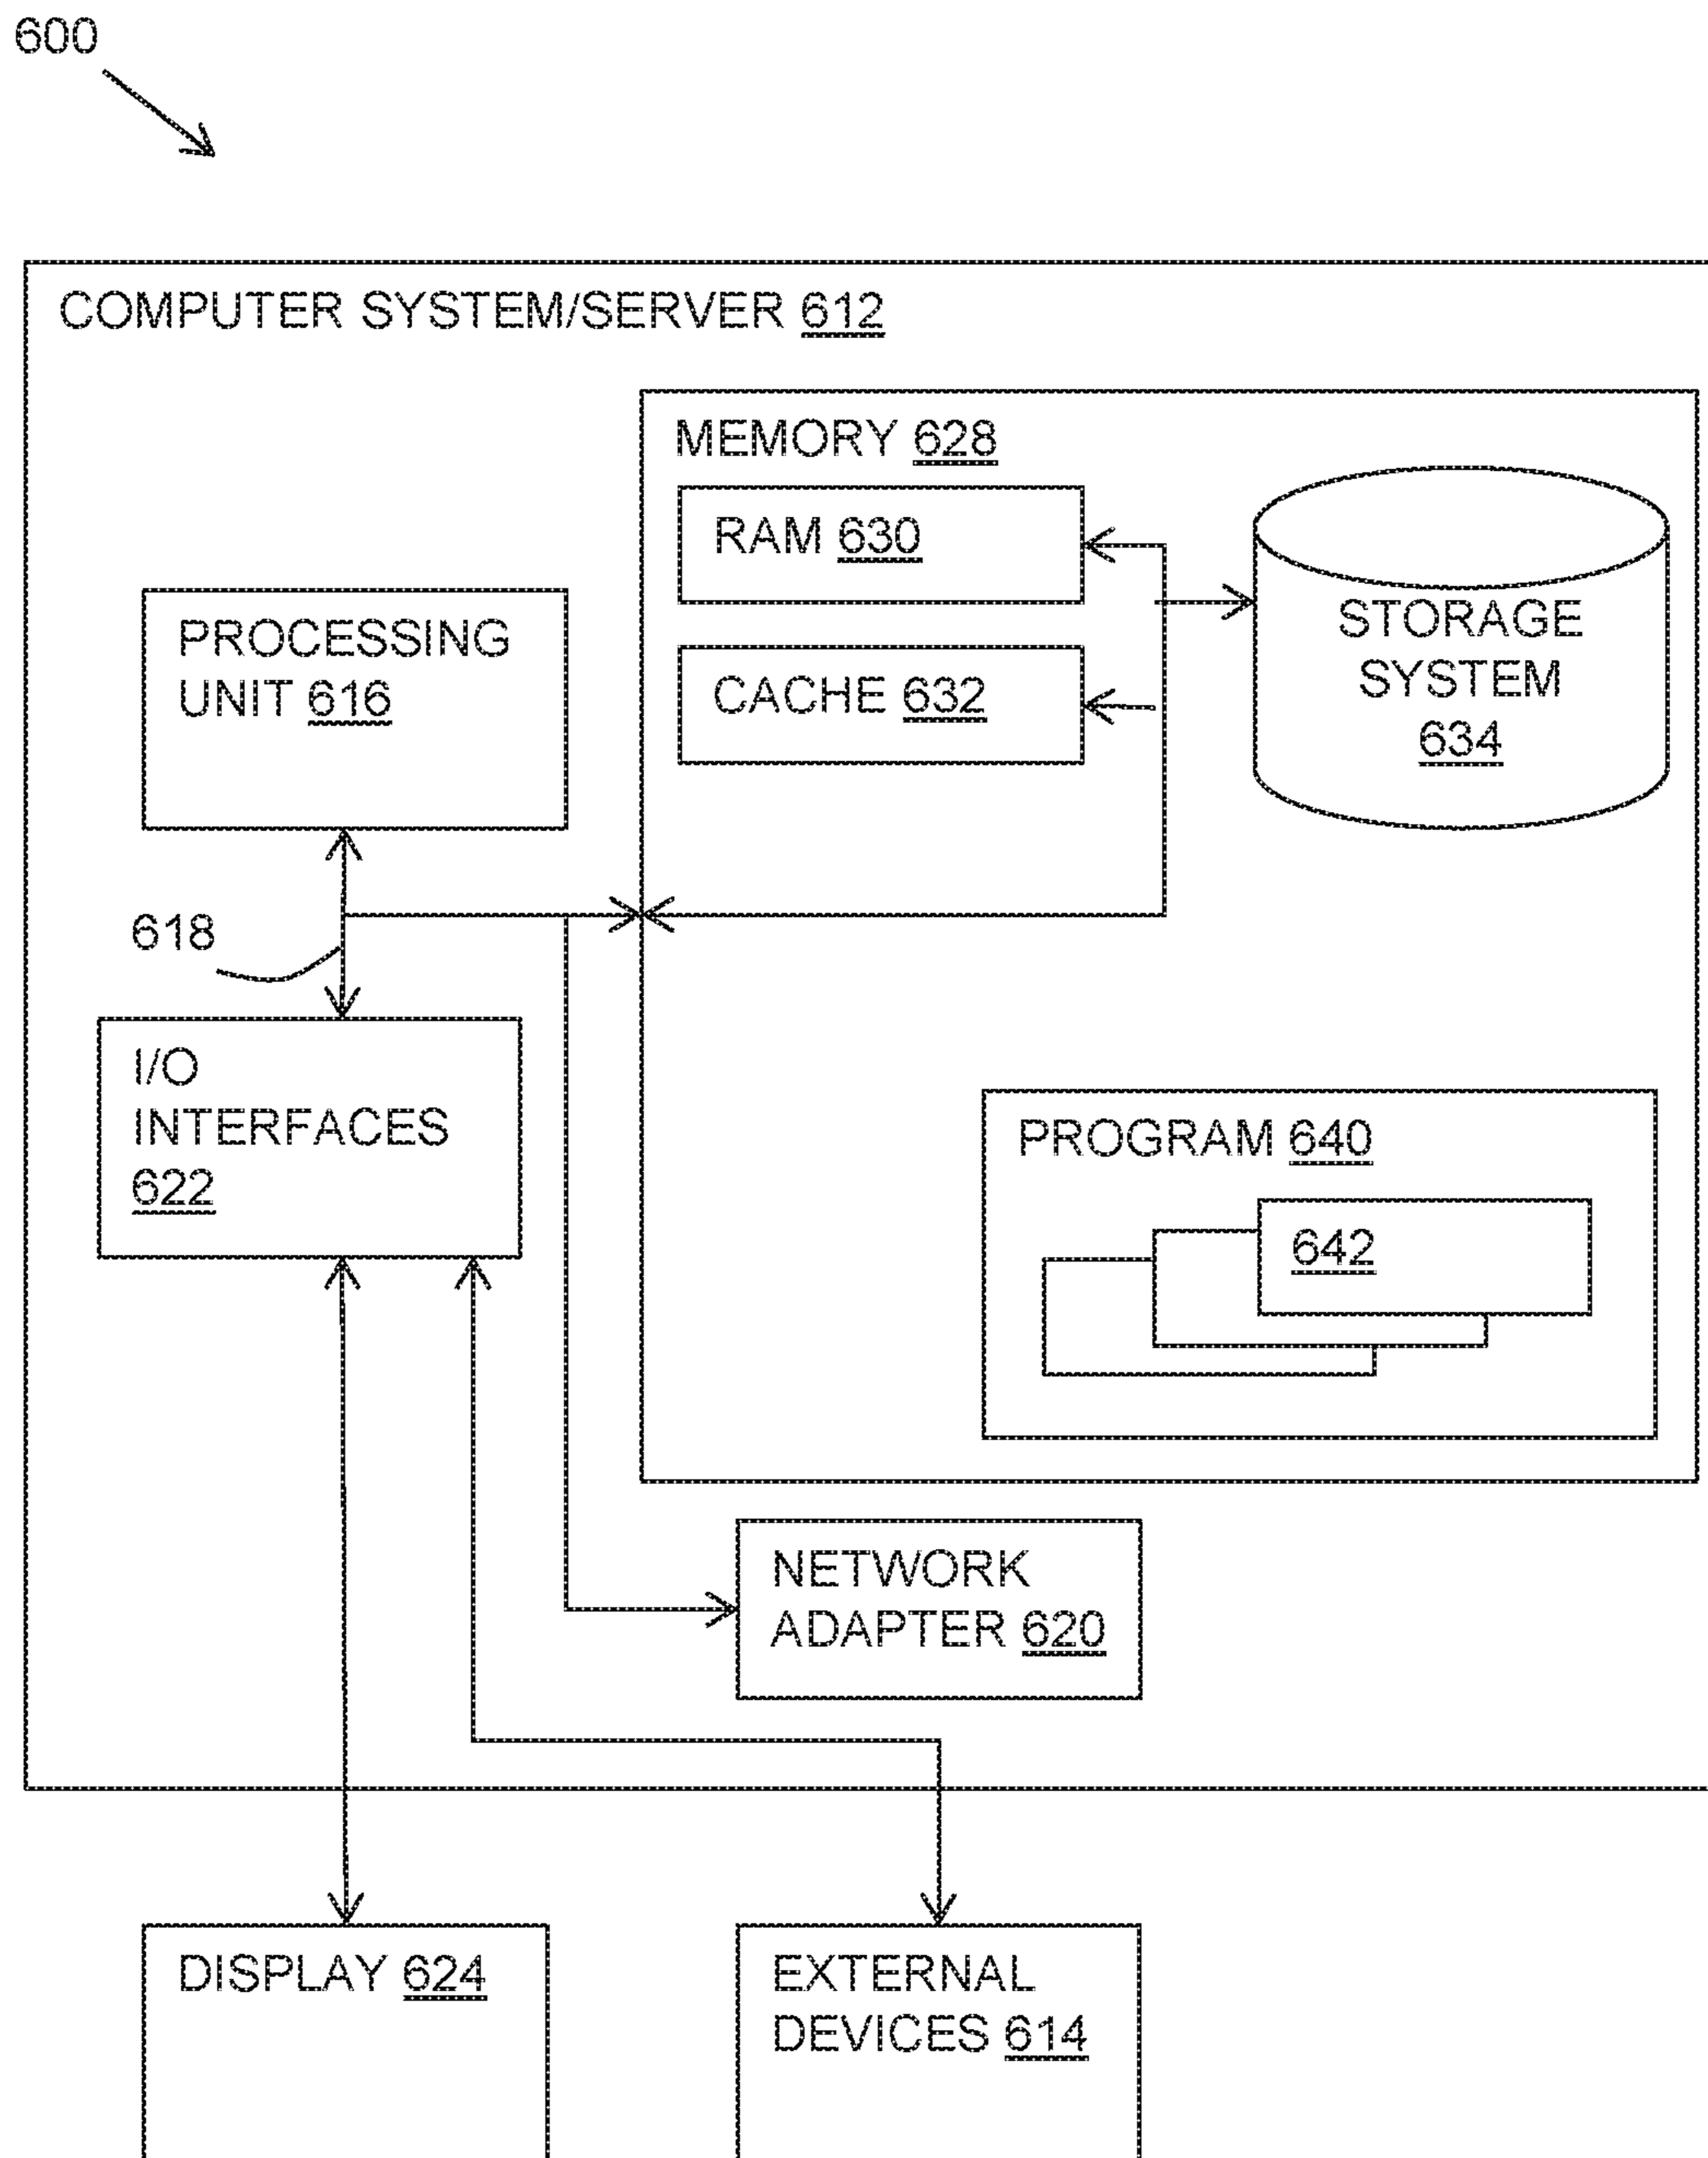 600
COMPUTER SYSTEM/SERVER 612
MEMORY 628
RAM 630
CACHE 632
STORAGE
SYSTEM
634
PROCESSING
UNIT 616
618
I/O
INTERFACES
622
PROGRAM 640
642
NETWORK
ADAPTER 620
DISPLAY 624
EXTERNAL
DEVICES 614